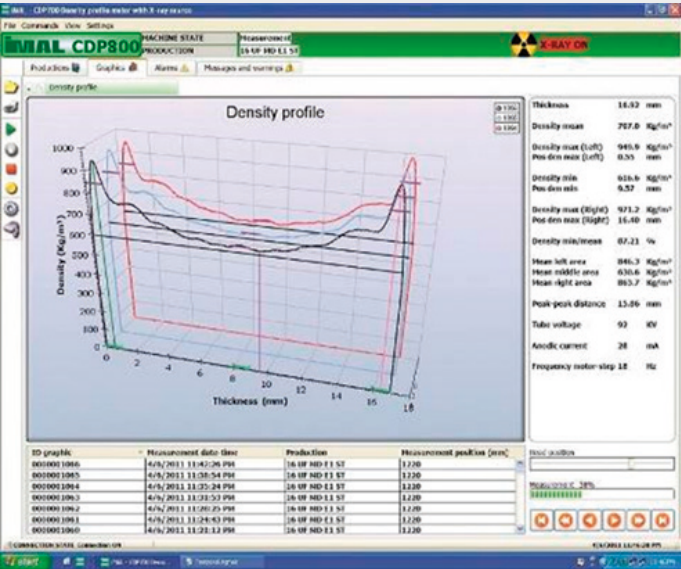 IMAL - CDP700 Density profile meter with X-ray source
File Commands View Settings
IMAL CDP800
MACHINE STATE
PRODUCTION
Measurement
16 UF MD E1 ST
X-RAY ON
Productions
Graphics
Alarms
Messages and warnings
Density profile
Density profile
Density (Kg/m³)
1000
900
800
700
600
500
400
300
200
100
0
0
2
4
6
8
10
12
14
16
18
Thickness (mm)
Thickness 16.92 mm
Density mean 707.0 Kg/m³
Density max (Left) 949.9 Kg/m³
Pos den max (Left) 0.55 mm
Density min 616.6 Kg/m³
Pos den min 9.57 mm
Density max (Right) 971.2 Kg/m³
Pos den max (Right) 16.40 mm
Density min/mean 87.21 %
Mean left area 846.3 Kg/m³
Mean middle area 630.6 Kg/m³
Mean right area 863.7 Kg/m³
Peak-peak distance 15.86 mm
Tube voltage 92 KV
Anodic current 28 mA
Frequency motor-step 18 Hz
ID graphic Measurement date-time Production Measurement position (mm)
0000001066 4/6/2011 11:42:26 PM 16 UF MD E1 ST 1220
0000001065 4/6/2011 11:38:54 PM 16 UF MD E1 ST 1220
0000001064 4/6/2011 11:35:24 PM 16 UF MD E1 ST 1220
0000001063 4/6/2011 11:31:53 PM 16 UF MD E1 ST 1220
0000001062 4/6/2011 11:28:25 PM 16 UF MD E1 ST 1220
0000001061 4/6/2011 11:24:43 PM 16 UF MD E1 ST 1220
0000001060 4/6/2011 11:21:12 PM 16 UF MD E1 ST 1220
Head position
Measurement 38%
CONNECTION STATE Connection ON
start